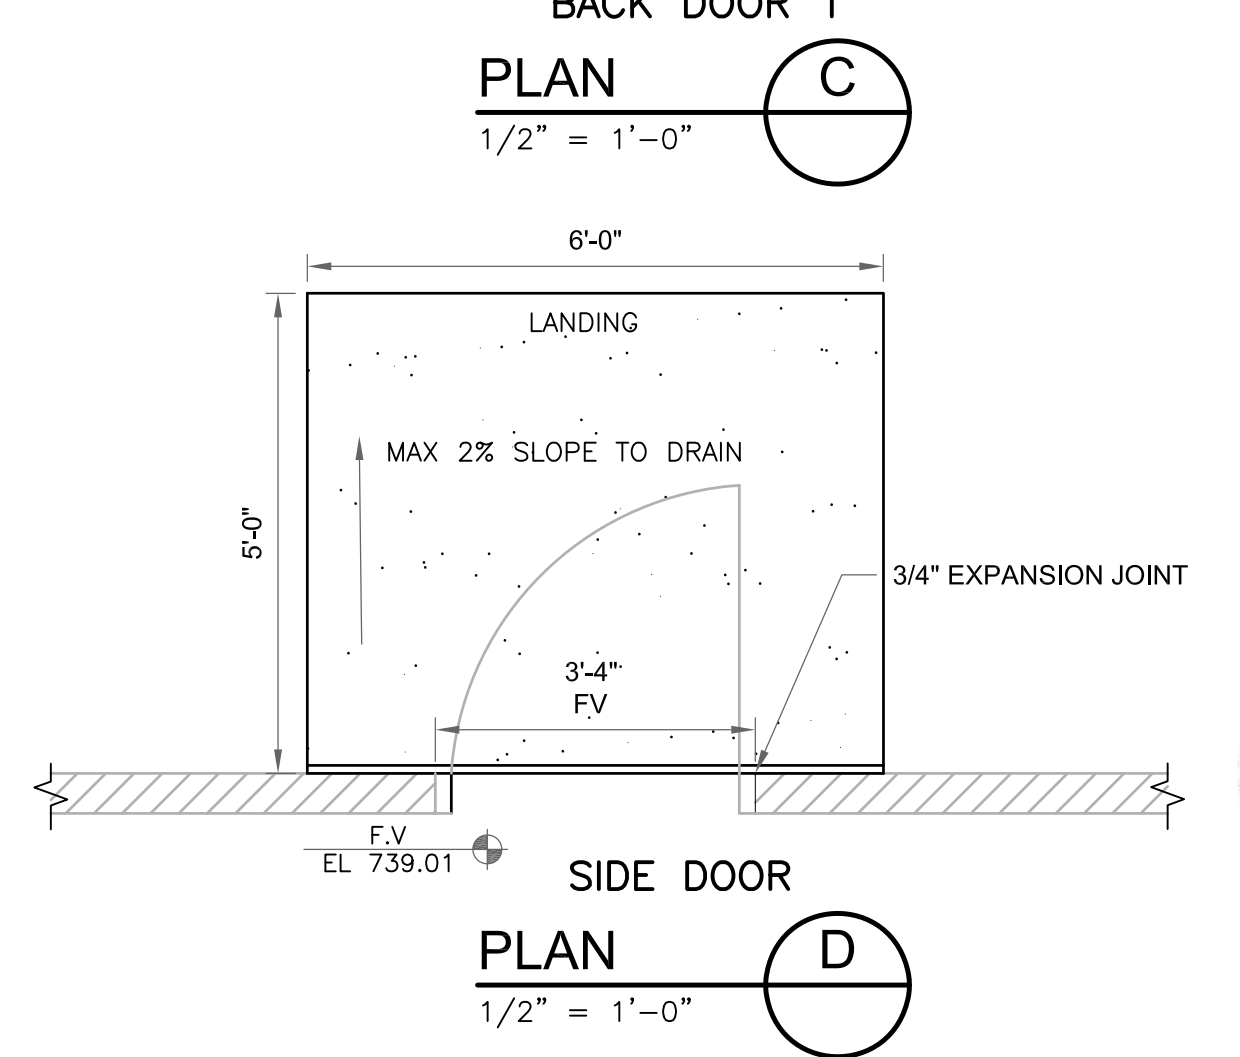 BACK DOOR 1
PLAN
C
1/2" = 1'-0"
6'-0"
LANDING
MAX 2% SLOPE TO DRAIN
5'-0"
3/4" EXPANSION JOINT
3'-4"
FV
F.V
EL 739.01
SIDE DOOR
PLAN
D
1/2" = 1'-0"